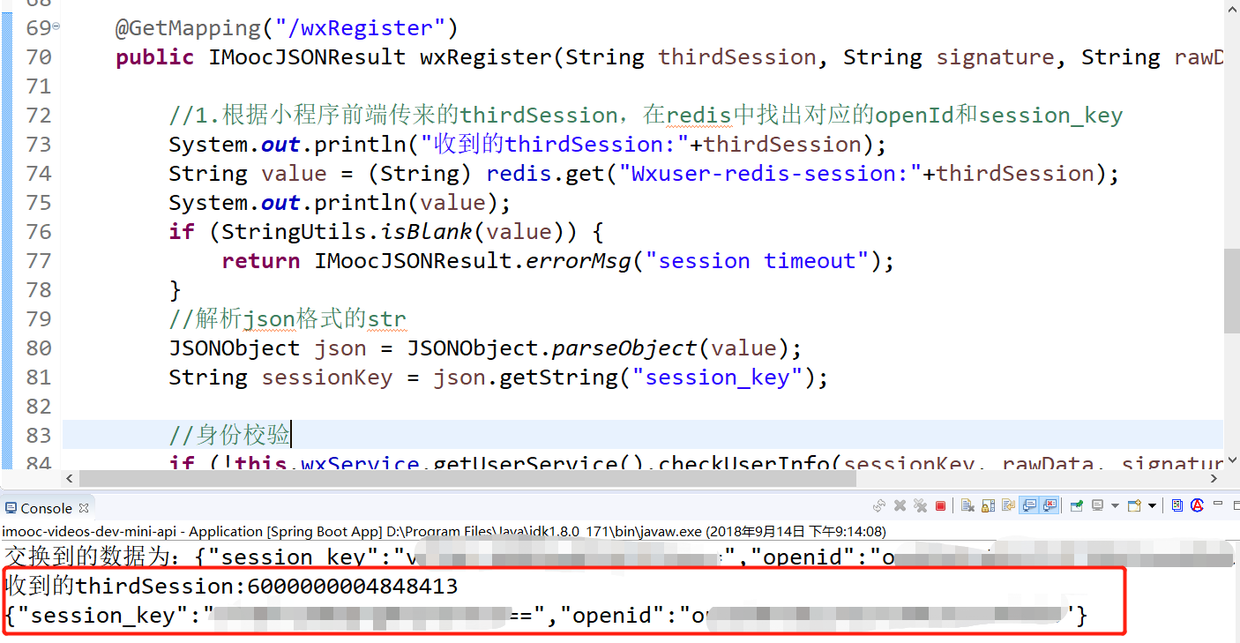 68
69 @GetMapping("/wxRegister")
70 public IMoocJSONResult wxRegister(String thirdSession, String signature, String rawD
71
72 //1.根据小程序前端传来的thirdSession，在redis中找出对应的openId和session_key
73 System.out.println("收到的thirdSession:"+thirdSession);
74 String value = (String) redis.get("Wxuser-redis-session:"+thirdSession);
75 System.out.println(value);
76 if (StringUtils.isBlank(value)) {
77 return IMoocJSONResult.errorMsg("session timeout");
78 }
79 //解析json格式的str
80 JSONObject json = JSONObject.parseObject(value);
81 String sessionKey = json.getString("session_key");
82
83 //身份校验
84 if (!this.wxService.getUserService().checkUserInfo(sessionKey, rawData, signatur
Console
imooc-videos-dev-mini-api - Application [Spring Boot App] D:\Program Files\Java\jdk1.8.0_171\bin\javaw.exe (2018年9月14日 下午9:14:08)
交换到的数据为：{"session_key":"v =","openid":"o
收到的thirdSession:6000000004848413
{"session_key":" ==","openid":"o "}